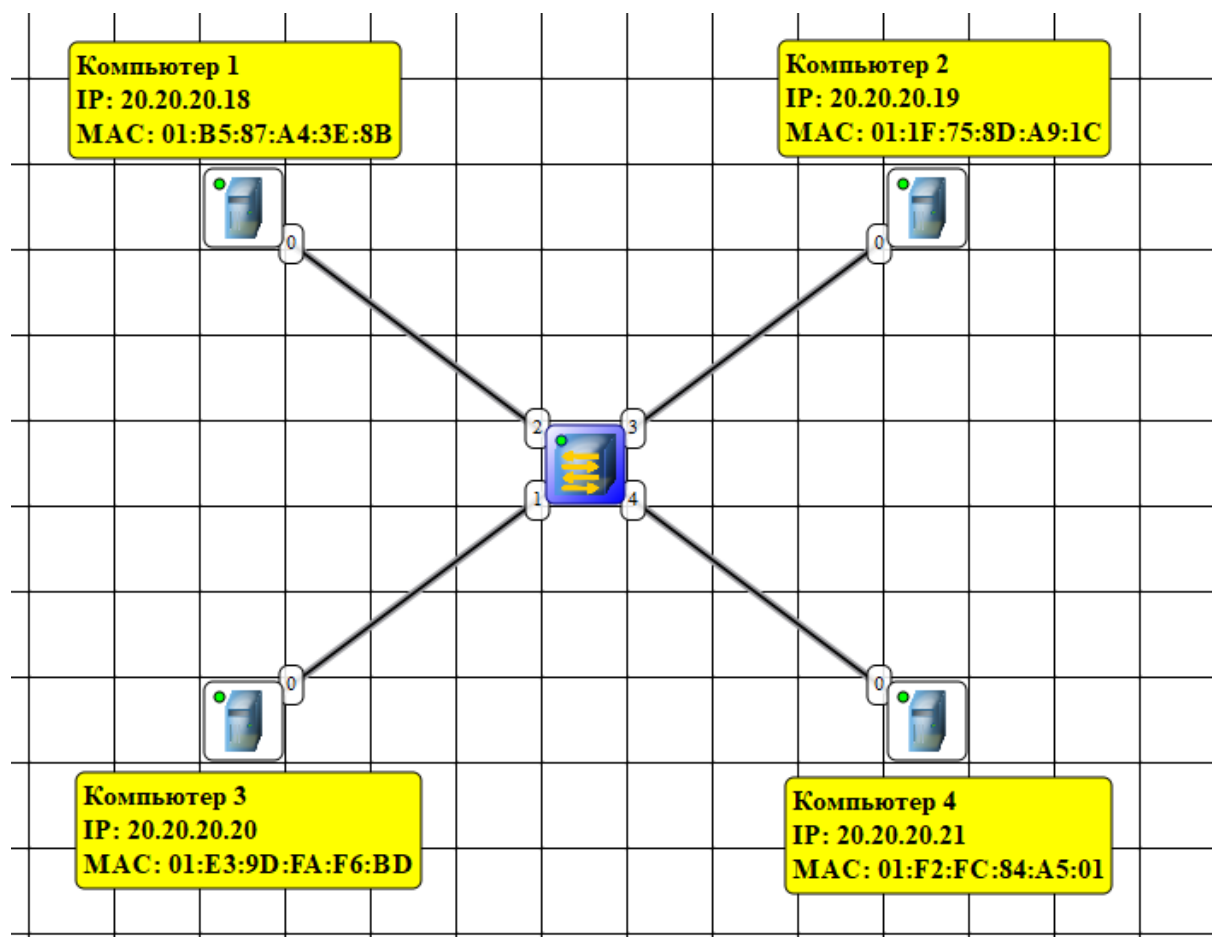 Компьютер 1
IP: 20.20.20.18
MAC: 01:B5:87:A4:3E:8B
Компьютер 2
IP: 20.20.20.19
MAC: 01:1F:75:8D:A9:1C
0
0
2
3
1
4
0
0
Компьютер 3
IP: 20.20.20.20
MAC: 01:E3:9D:FA:F6:BD
Компьютер 4
IP: 20.20.20.21
MAC: 01:F2:FC:84:A5:01